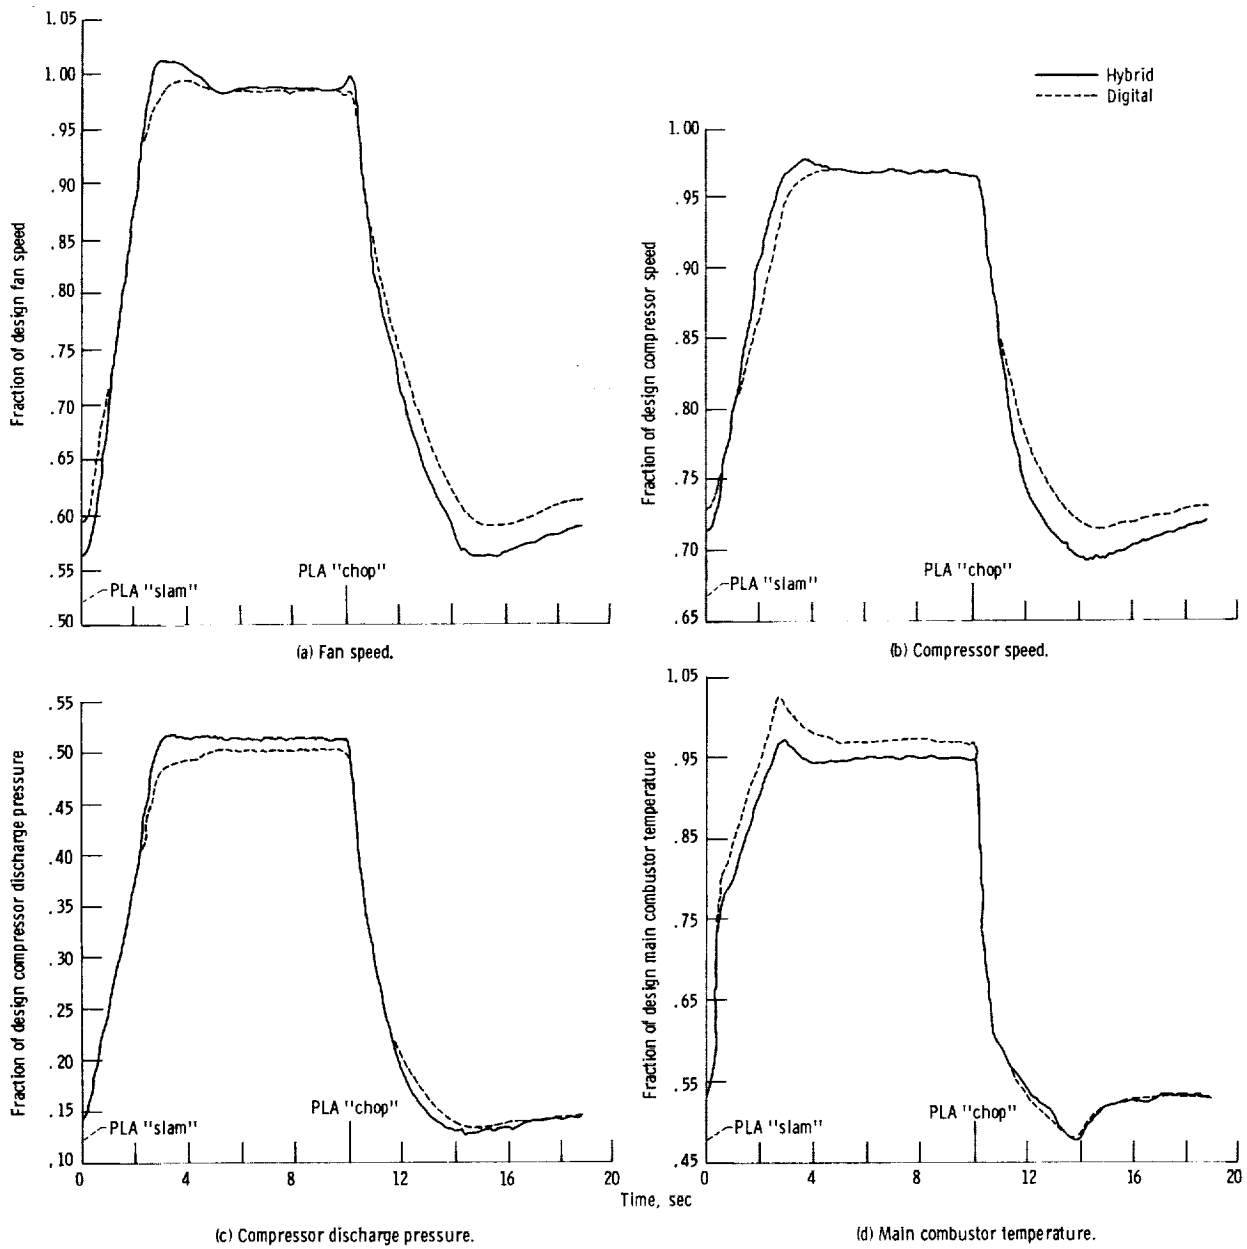 Hybrid
Digital
1.05
1.00
.95
.90
.85
.80
.75
.70
.65
.60
.55
.50
Fraction of design fan speed
PLA "slam"
PLA "chop"
(a) Fan speed.
1.00
.95
.90
.85
.80
.75
.70
.65
Fraction of design compressor speed
PLA "slam"
PLA "chop"
(b) Compressor speed.
.55
.50
.45
.40
.35
.30
.25
.20
.15
.10
Fraction of design compressor discharge pressure
PLA "slam"
PLA "chop"
0 4 8 12 16 20
(c) Compressor discharge pressure.
1.05
.95
.85
.75
.65
.55
.45
Fraction of design main combustor temperature
PLA "slam"
PLA "chop"
0 4 8 12 16 20
Time, sec
(d) Main combustor temperature.